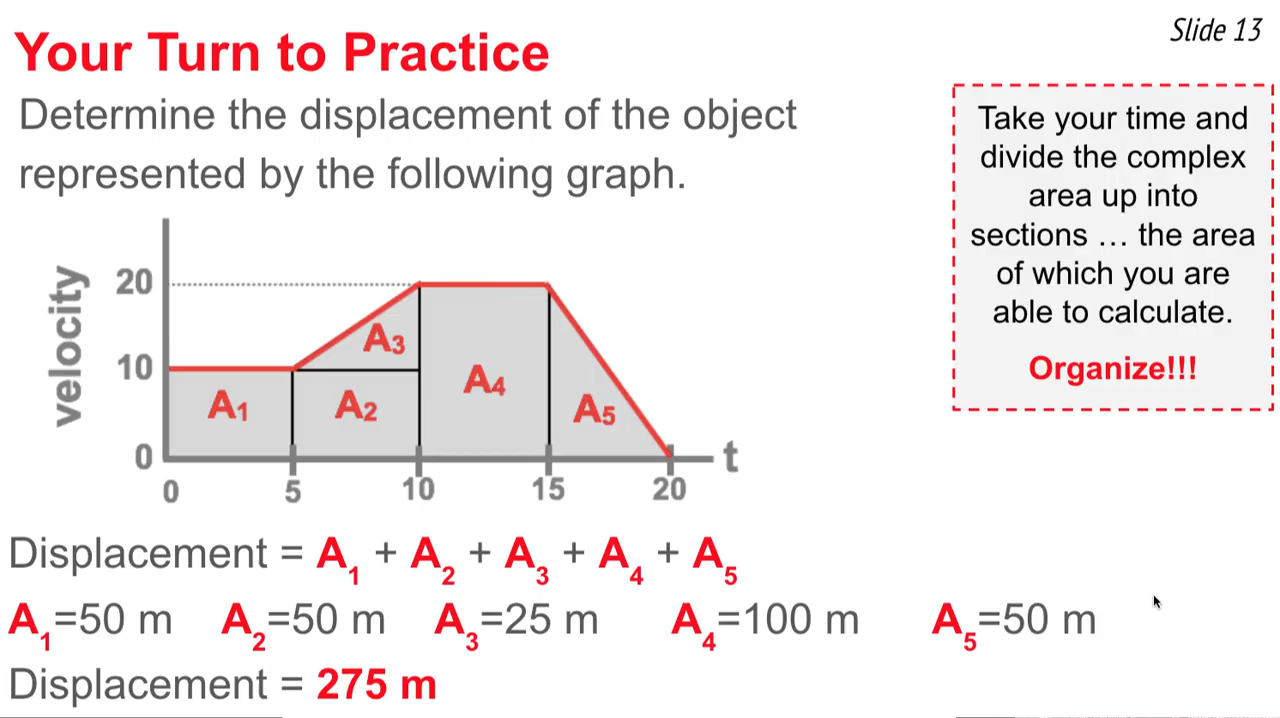 Slide 13
Your Turn to Practice
Determine the displacement of the object
represented by the following graph.
Take your time and
divide the complex
area up into
sections … the area
of which you are
able to calculate.
Organize!!!
velocity
20
10
0
A3
A1
A2
A4
A5
t
0 5 10 15 20
Displacement = A1 + A2 + A3 + A4 + A5
A1=50 m A2=50 m A3=25 m A4=100 m A5=50 m
Displacement = 275 m